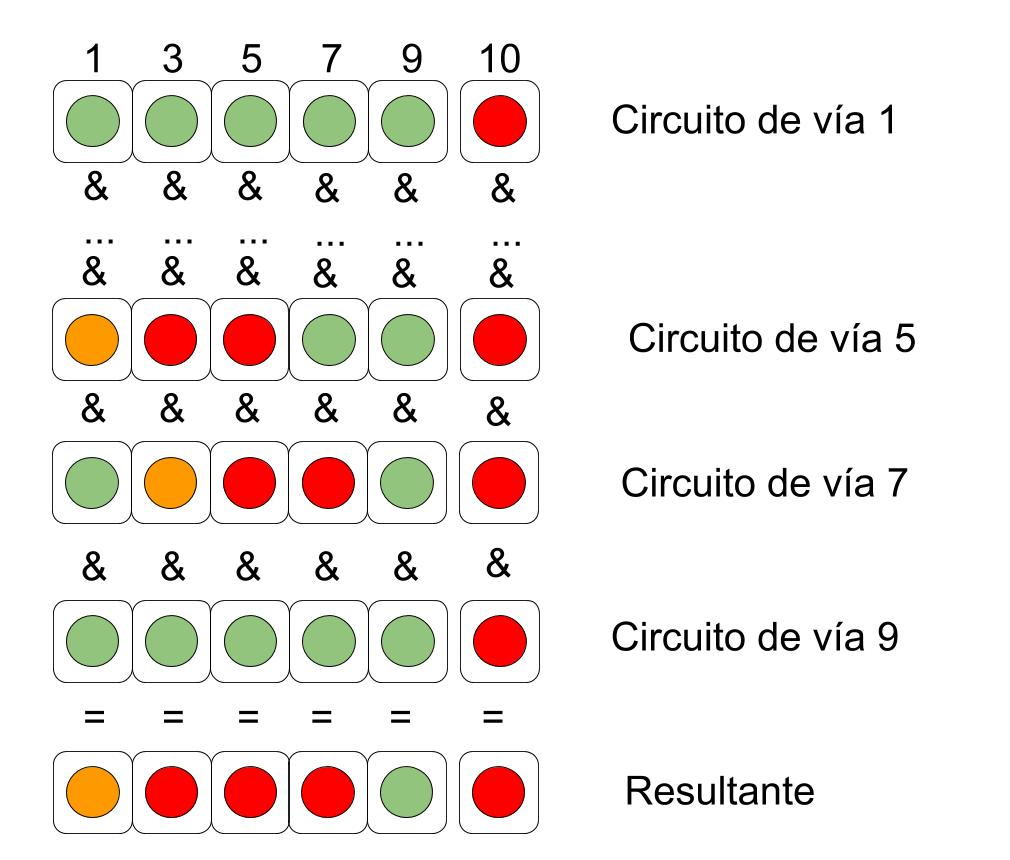 1 3 5 7 9 10
Circuito de vía 1
& & & & & &
... ... ... ... ... ...
& & & & & &
Circuito de vía 5
& & & & & &
Circuito de vía 7
& & & & & &
Circuito de vía 9
= = = = = =
Resultante